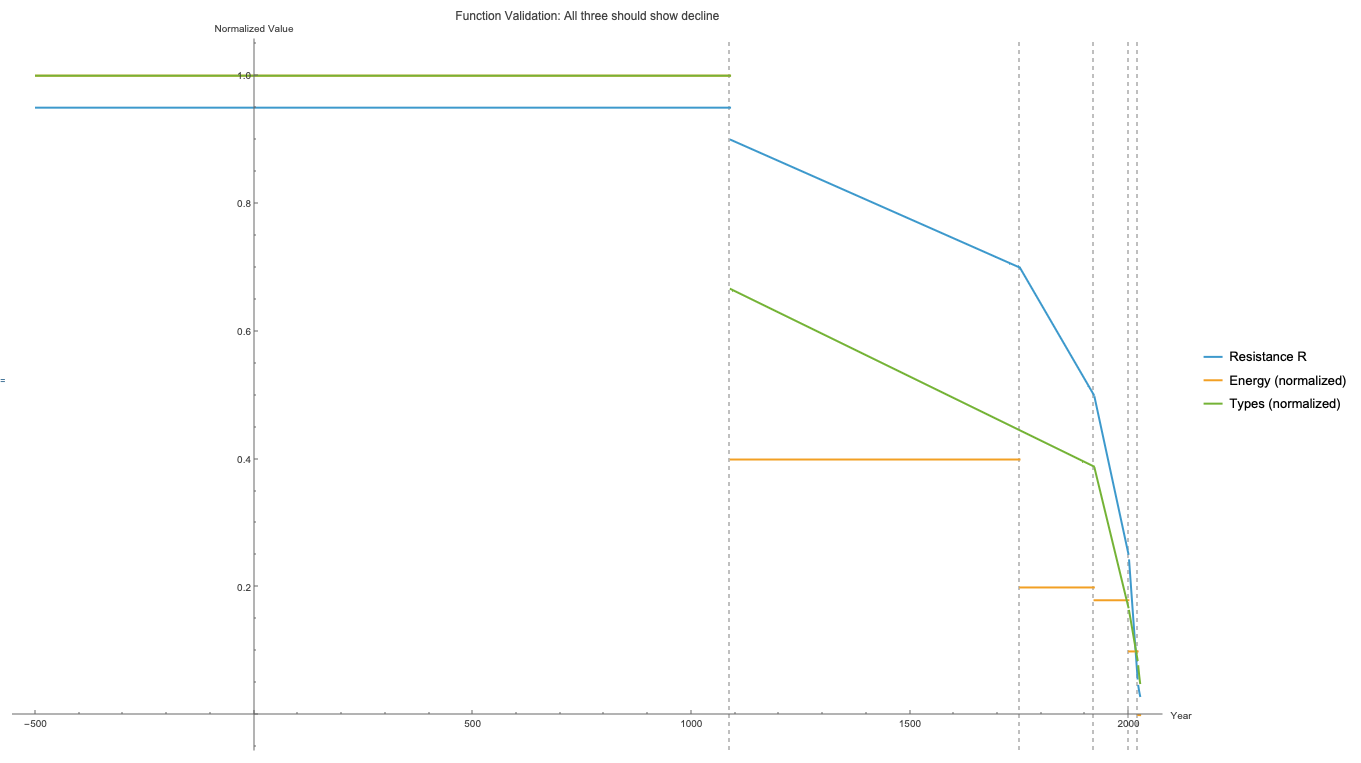 Function Validation: All three should show decline
Normalized Value
1.0
0.8
0.6
0.4
0.2
=
−500
500
1000
1500
2000
Year
Resistance R
Energy (normalized)
Types (normalized)